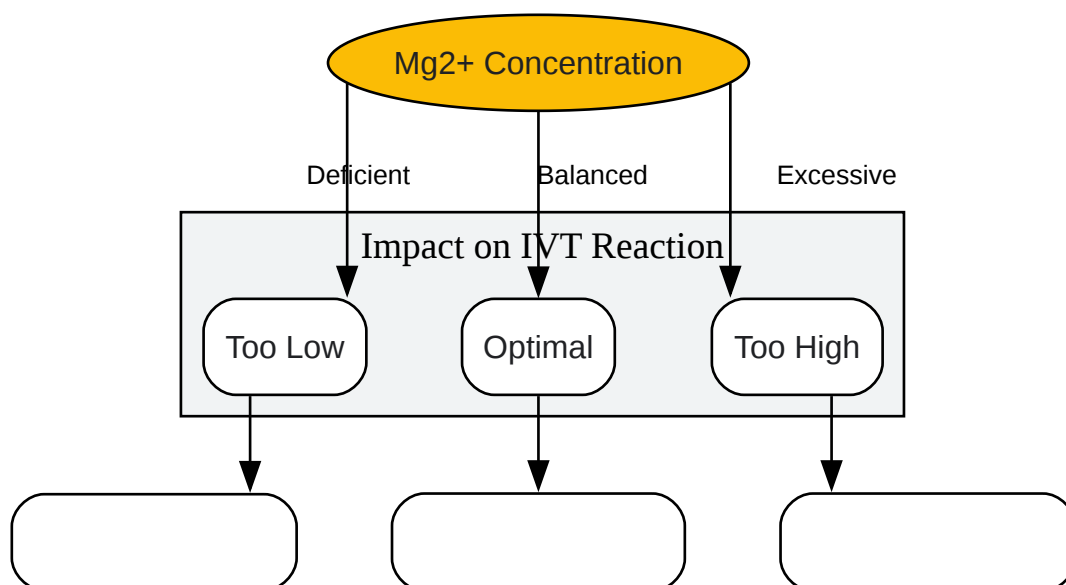 Mg2+ Concentration
Deficient Balanced Excessive
Impact on IVT Reaction
Too Low Optimal Too High